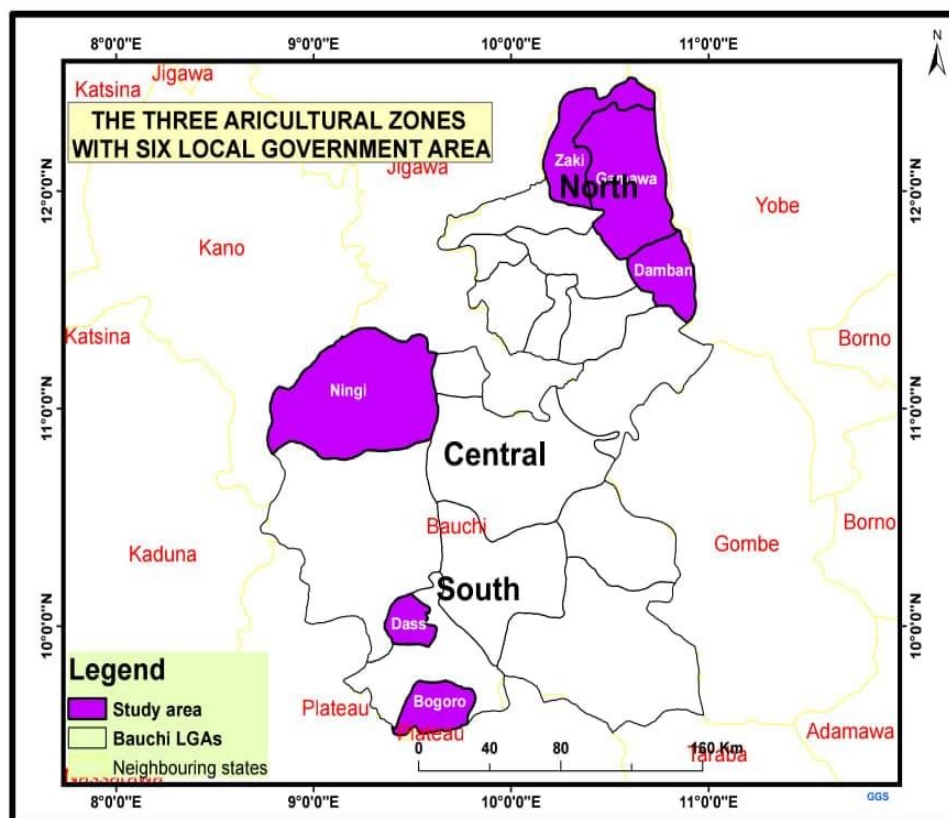 8°0'0"E 9°0'0"E 10°0'0"E 11°0'0"E
N
THE THREE ARICULTURAL ZONES
WITH SIX LOCAL GOVERNMENT AREA
Katsina
Jigawa
Jigawa
Zaki
Gamawa
North
12°0'0"N
12°0'0"N
Yobe
Kano
Damban
Katsina
Borno
Ningi
11°0'0"N
11°0'0"N
Central
Bauchi
Borno
Kaduna
Gombe
South
10°0'0"N
10°0'0"N
Dass
Bogoro
Plateau
Plateau
Adamawa
Taraba
Legend
Study area
Bauchi LGAs
Neighbouring states
Nassarawa
0 40 80 160 Km
GGS
8°0'0"E 9°0'0"E 10°0'0"E 11°0'0"E